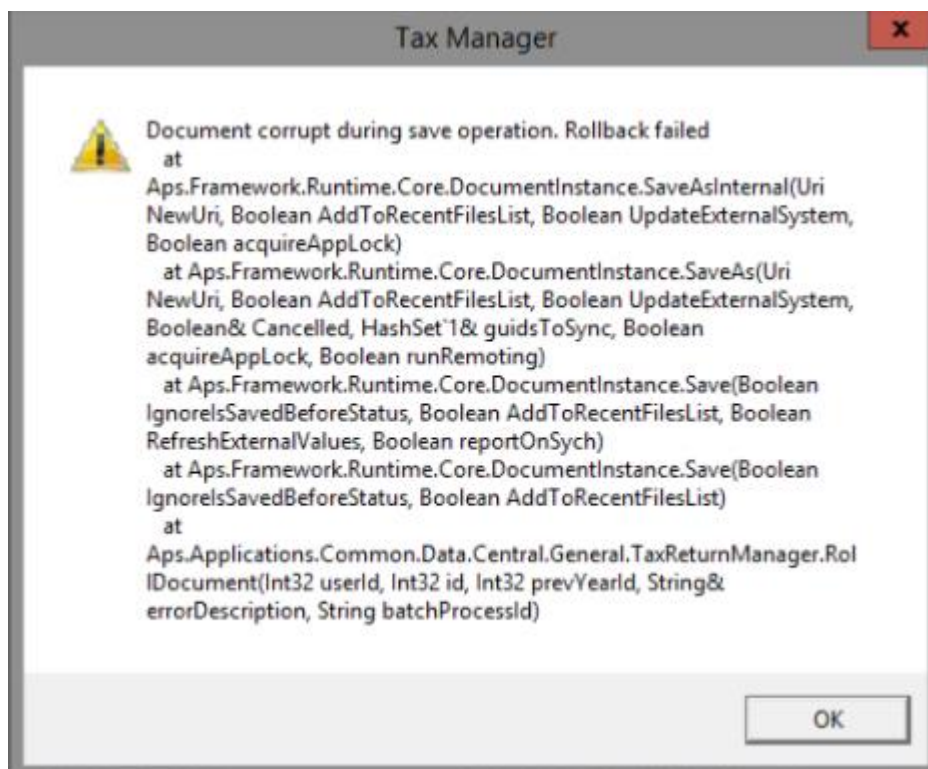 Tax Manager
x
Document corrupt during save operation. Rollback failed
at
Aps.Framework.Runtime.Core.DocumentInstance.SaveAsInternal(Uri
NewUri, Boolean AddToRecentFilesList, Boolean UpdateExternalSystem,
Boolean acquireAppLock)
at Aps.Framework.Runtime.Core.DocumentInstance.SaveAs(Uri
NewUri, Boolean AddToRecentFilesList, Boolean UpdateExternalSystem,
Boolean& Cancelled, HashSet`1& guidsToSync, Boolean
acquireAppLock, Boolean runRemoting)
at Aps.Framework.Runtime.Core.DocumentInstance.Save(Boolean
IgnoreIsSavedBeforeStatus, Boolean AddToRecentFilesList, Boolean
RefreshExternalValues, Boolean reportOnSych)
at Aps.Framework.Runtime.Core.DocumentInstance.Save(Boolean
IgnoreIsSavedBeforeStatus, Boolean AddToRecentFilesList)
at
Aps.Applications.Common.Data.Central.General.TaxReturnManager.Rol
lDocument(Int32 userId, Int32 id, Int32 prevYearId, String&
errorDescription, String batchProcessId)
OK